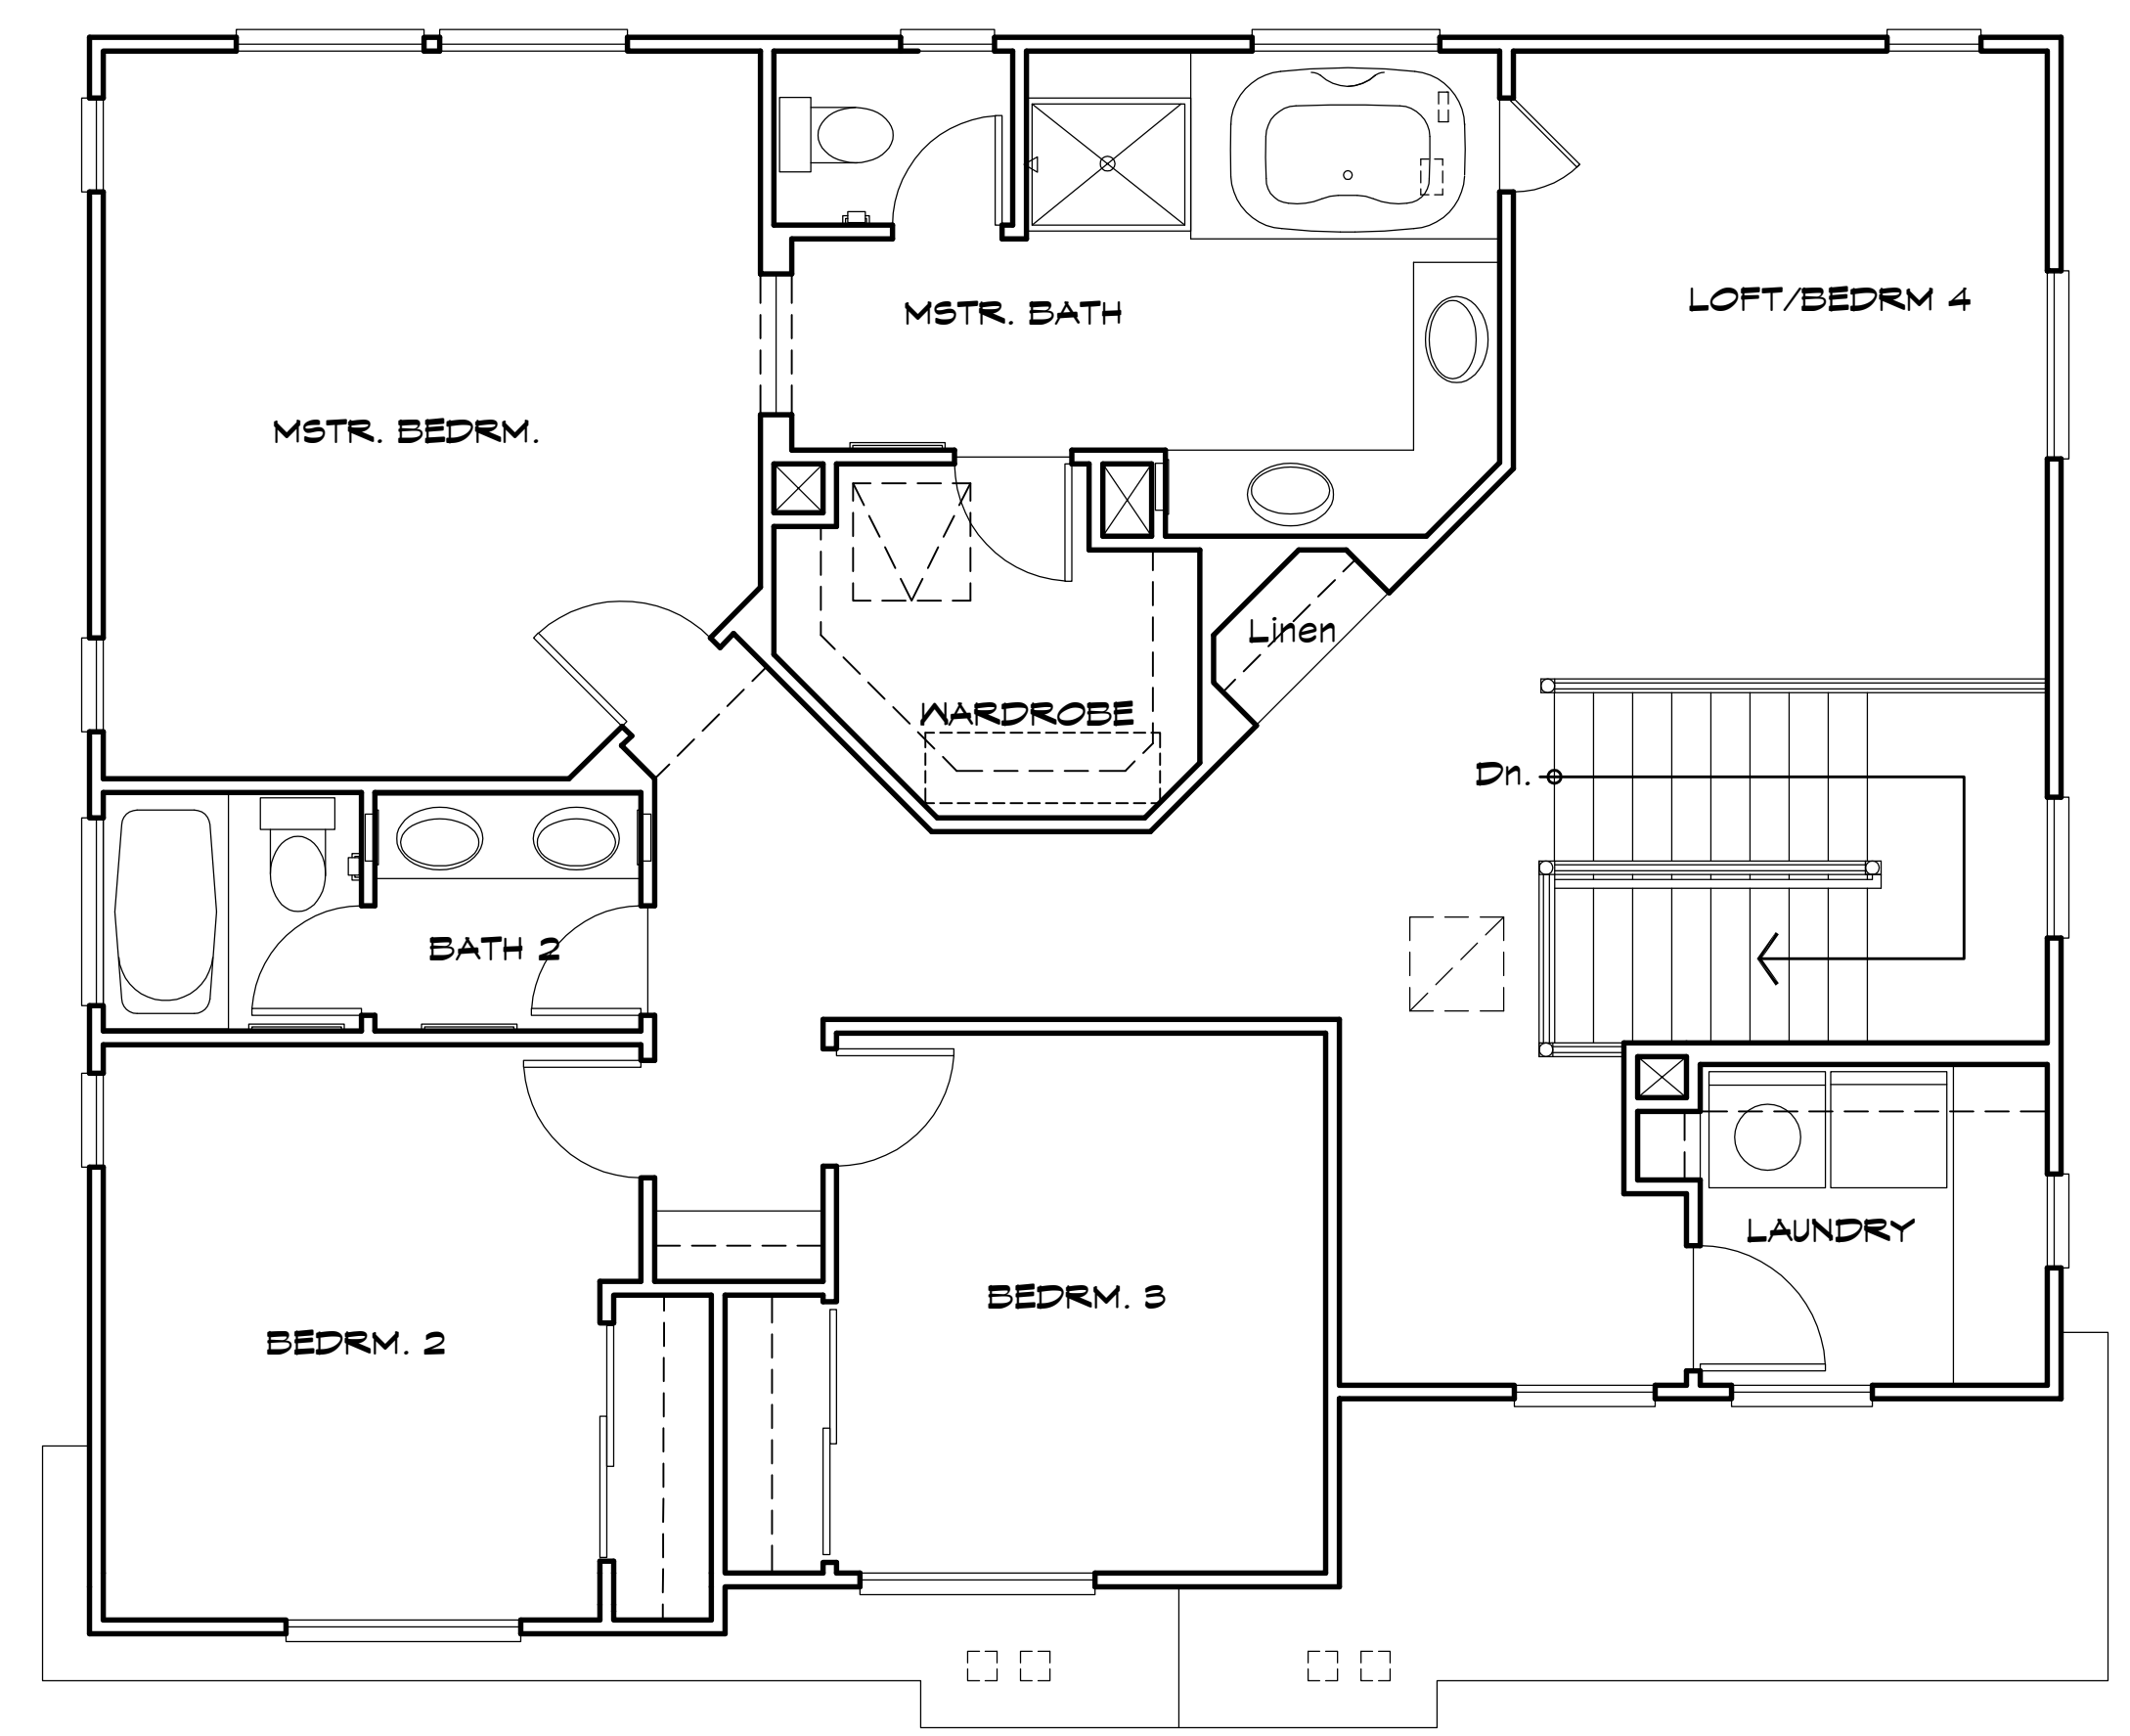 LOFT/BEDRM 4
MSTR. BATH
MSTR. BEDRM.
Linen
WARDROBE
Dn.
BATH 2
LAUNDRY
BEDRM. 3
BEDRM. 2